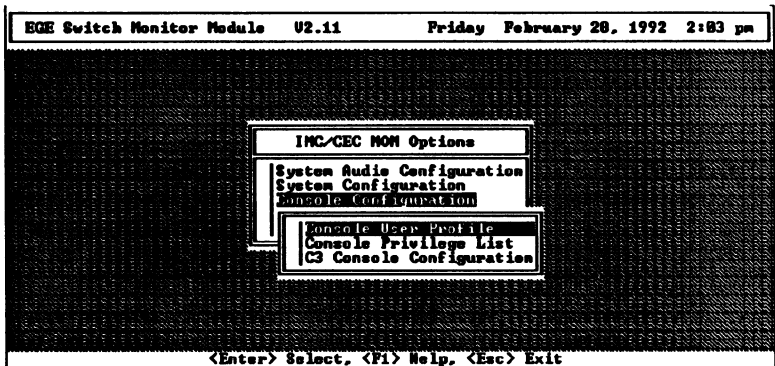 EGE Switch Monitor Module V2.11 Friday February 28, 1992 2:03 pm
IMC/CEC MOM Options
System Audio Configuration
System Configuration
Console Configuration
Console User Profile
Console Privilege List
C3 Console Configuration
<Enter> Select, <F1> Help, <Esc> Exit